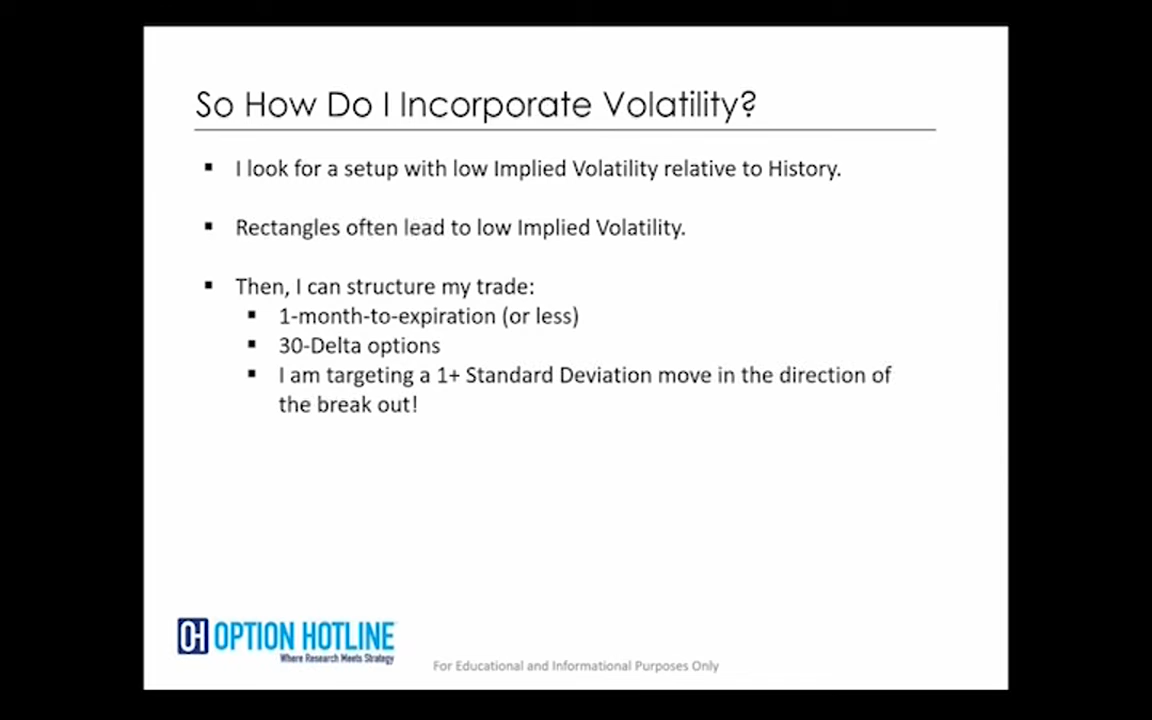 So How Do I Incorporate Volatility?
▪ I look for a setup with low Implied Volatility relative to History.
▪ Rectangles often lead to low Implied Volatility.
▪ Then, I can structure my trade:
▪ 1-month-to-expiration (or less)
▪ 30-Delta options
▪ I am targeting a 1+ Standard Deviation move in the direction of
the break out!
OH OPTION HOTLINE
Where Research Meets Strategy
For Educational and Informational Purposes Only